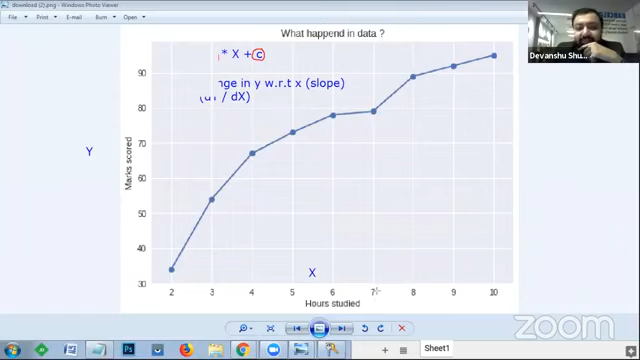 download (2).png - Windows Photo Viewer
File Print E-mail Burn Open
What happend in data ?
* X + c
nge in y w.r.t x (slope)
/ dX)
Y
Marks scored
90
80
70
60
50
40
30
X
2 3 4 5 6 7 8 9 10
Hours studied
Devanshu Shu...
zoom
Sheet1